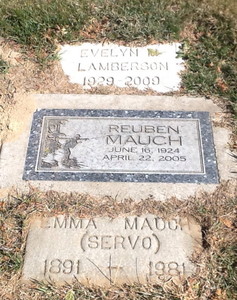 EVELYN M
LAMBERSON
1929-2009
REUBEN
MAUCH
JUNE 16, 1924
APRIL 22, 2005
EMMA MAUCH
(SERVO)
1891 1981